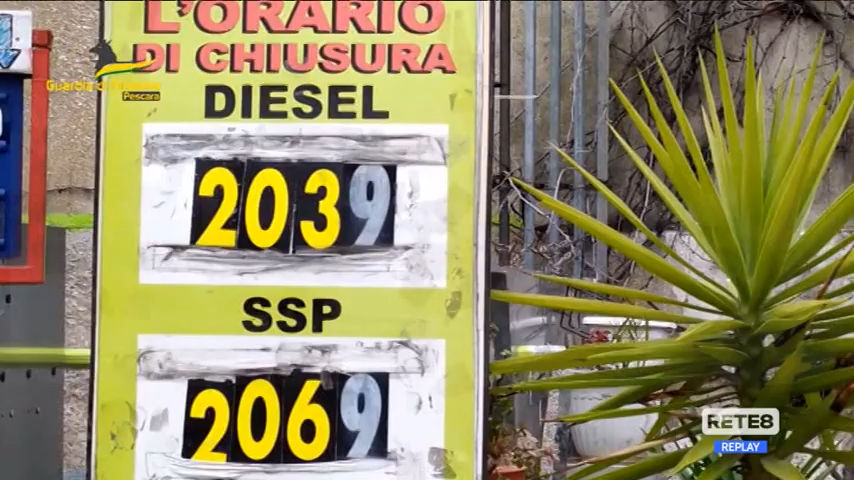 L'ORARIO
DI CHIUSURA
DIESEL
2039
SSP
2069
Pescara
RETE8
REPLAY